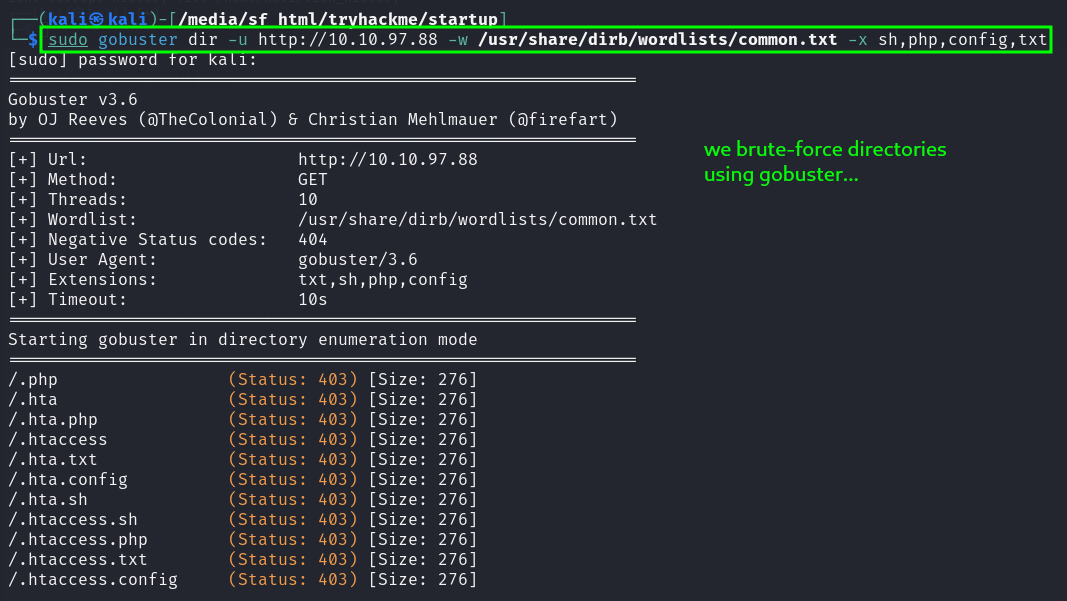 ┌──(kali㉿kali)-[/media/sf_html/tryhackme/startup]
└─$ sudo gobuster dir -u http://10.10.97.88 -w /usr/share/dirb/wordlists/common.txt -x sh,php,config,txt
[sudo] password for kali:
===============================================================
Gobuster v3.6
by OJ Reeves (@TheColonial) & Christian Mehlmauer (@firefart)
===============================================================
[+] Url:                     http://10.10.97.88
[+] Method:                  GET
[+] Threads:                 10
[+] Wordlist:                /usr/share/dirb/wordlists/common.txt
[+] Negative Status codes:   404
[+] User Agent:              gobuster/3.6
[+] Extensions:              txt,sh,php,config
[+] Timeout:                 10s
===============================================================
Starting gobuster in directory enumeration mode
===============================================================
/.php                 (Status: 403) [Size: 276]
/.hta                 (Status: 403) [Size: 276]
/.hta.php             (Status: 403) [Size: 276]
/.htaccess            (Status: 403) [Size: 276]
/.hta.txt             (Status: 403) [Size: 276]
/.hta.config          (Status: 403) [Size: 276]
/.hta.sh              (Status: 403) [Size: 276]
/.htaccess.sh         (Status: 403) [Size: 276]
/.htaccess.php        (Status: 403) [Size: 276]
/.htaccess.txt        (Status: 403) [Size: 276]
/.htaccess.config     (Status: 403) [Size: 276]
we brute-force directories
using gobuster...